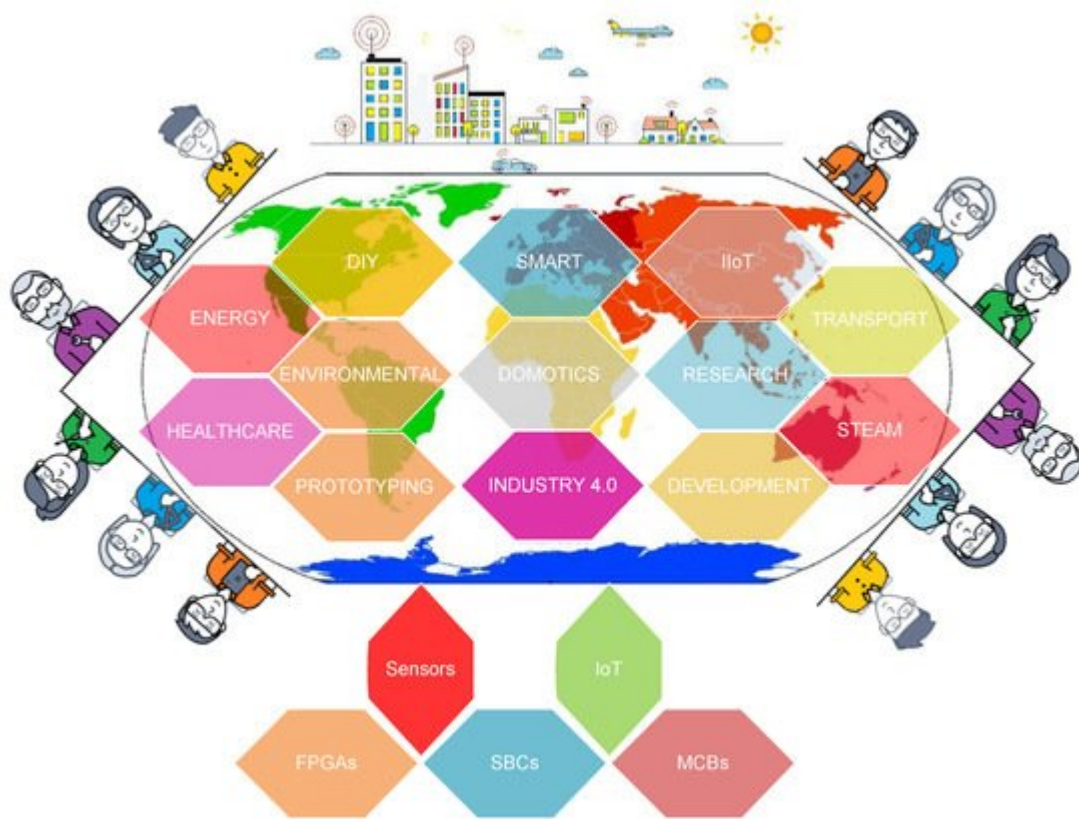 DIY
SMART
IIoT
ENERGY
TRANSPORT
ENVIRONMENTAL
DOMOTICS
RESEARCH
HEALTHCARE
STEAM
PROTOTYPING
INDUSTRY 4.0
DEVELOPMENT
Sensors
IoT
FPGAs
SBCs
MCBs